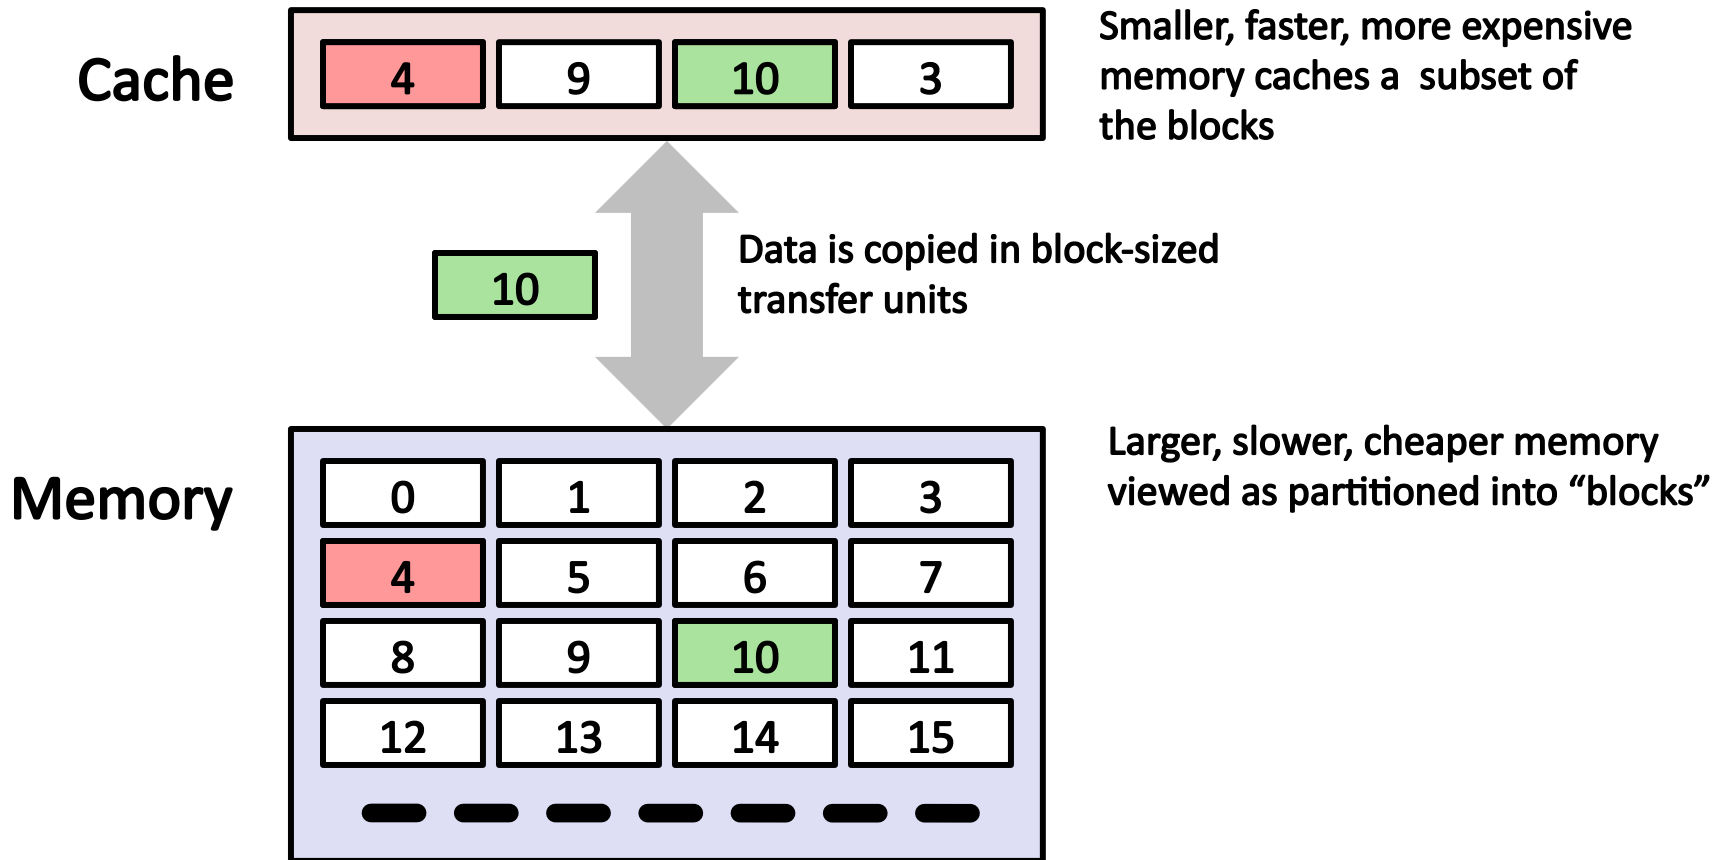 Cache
4 9 10 3
Smaller, faster, more expensive
memory caches a  subset of
the blocks
10
Data is copied in block-sized
transfer units
Memory
0 1 2 3
4 5 6 7
8 9 10 11
12 13 14 15
Larger, slower, cheaper memory
viewed as partitioned into “blocks”